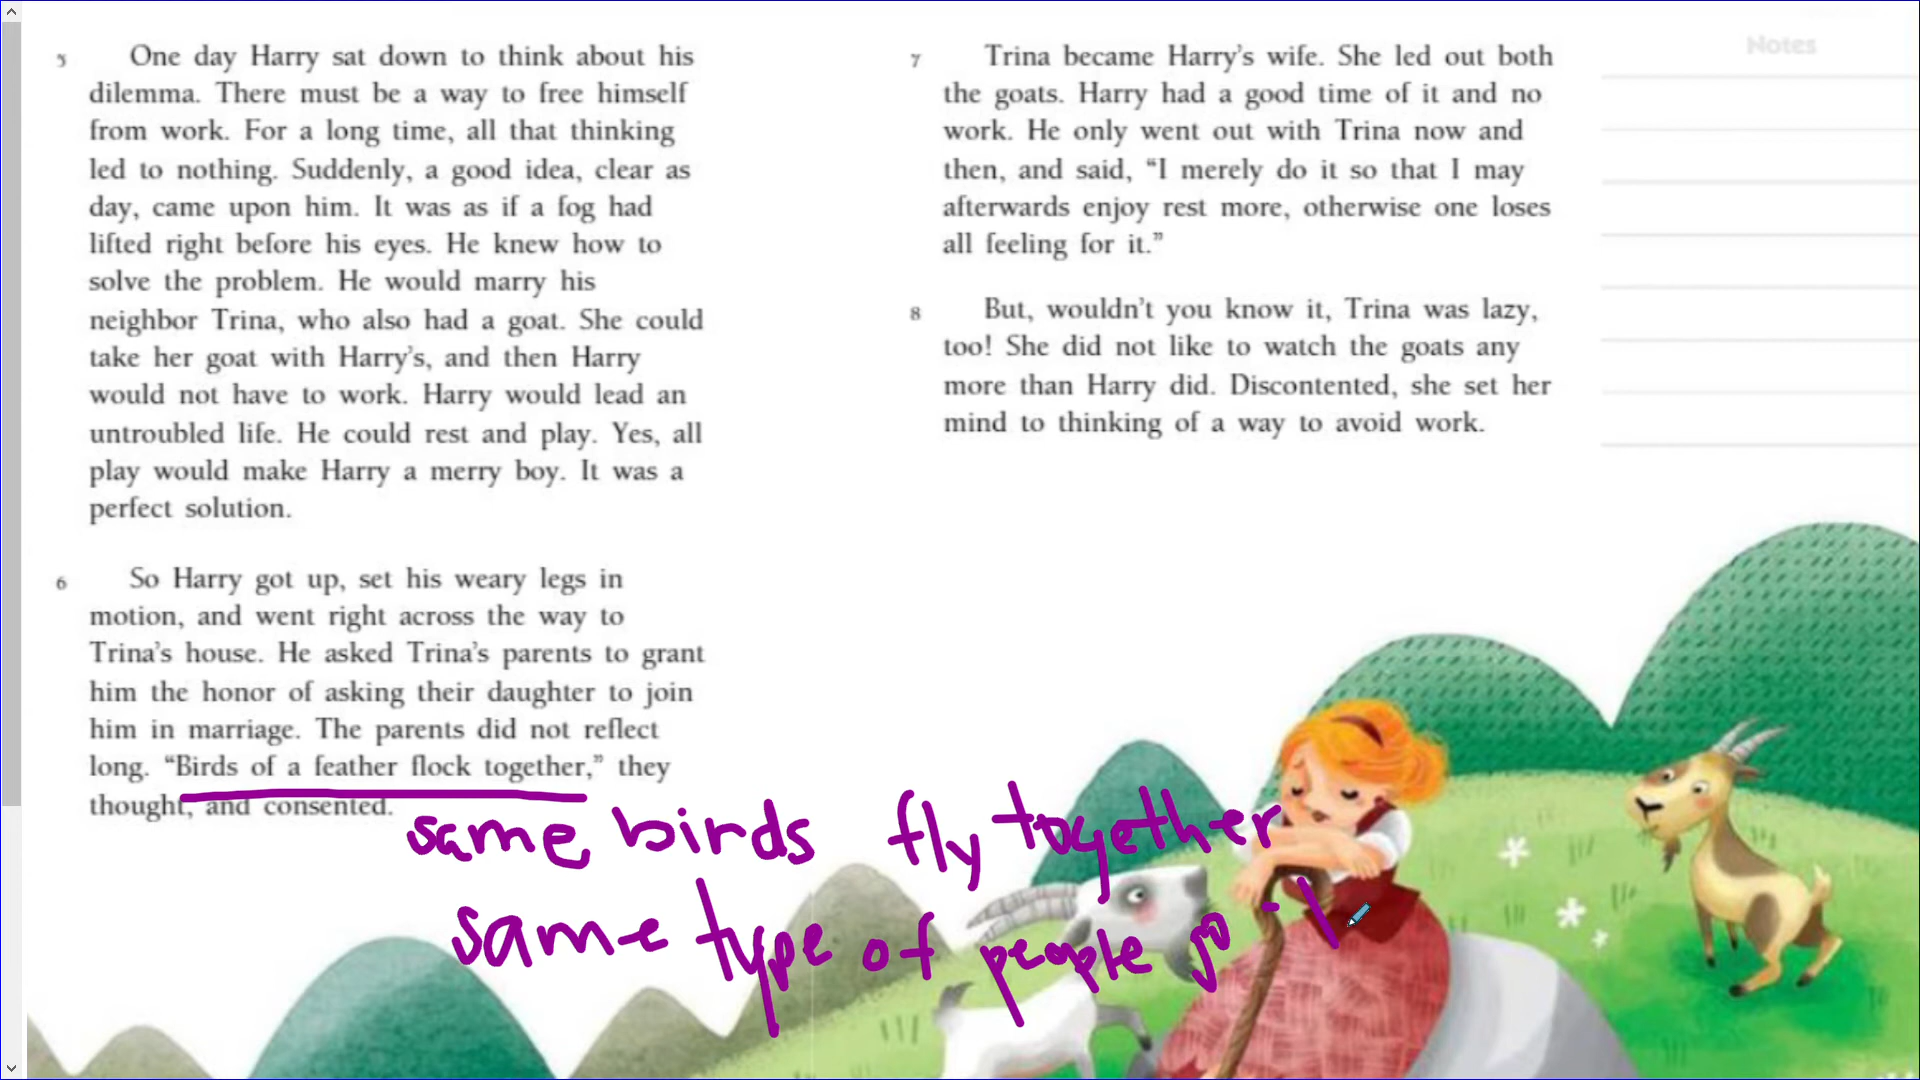 5 One day Harry sat down to think about his
dilemma. There must be a way to free himself
from work. For a long time, all that thinking
led to nothing. Suddenly, a good idea, clear as
day, came upon him. It was as if a fog had
lifted right before his eyes. He knew how to
solve the problem. He would marry his
neighbor Trina, who also had a goat. She could
take her goat with Harry’s, and then Harry
would not have to work. Harry would lead an
untroubled life. He could rest and play. Yes, all
play would make Harry a merry boy. It was a
perfect solution.
6 So Harry got up, set his weary legs in
motion, and went right across the way to
Trina’s house. He asked Trina’s parents to grant
him the honor of asking their daughter to join
him in marriage. The parents did not reflect
long. “Birds of a feather flock together,” they
thought, and consented.
same birds fly together
same type of people go
7 Trina became Harry’s wife. She led out both
the goats. Harry had a good time of it and no
work. He only went out with Trina now and
then, and said, “I merely do it so that I may
afterwards enjoy rest more, otherwise one loses
all feeling for it.”
8 But, wouldn’t you know it, Trina was lazy,
too! She did not like to watch the goats any
more than Harry did. Discontented, she set her
mind to thinking of a way to avoid work.
Notes